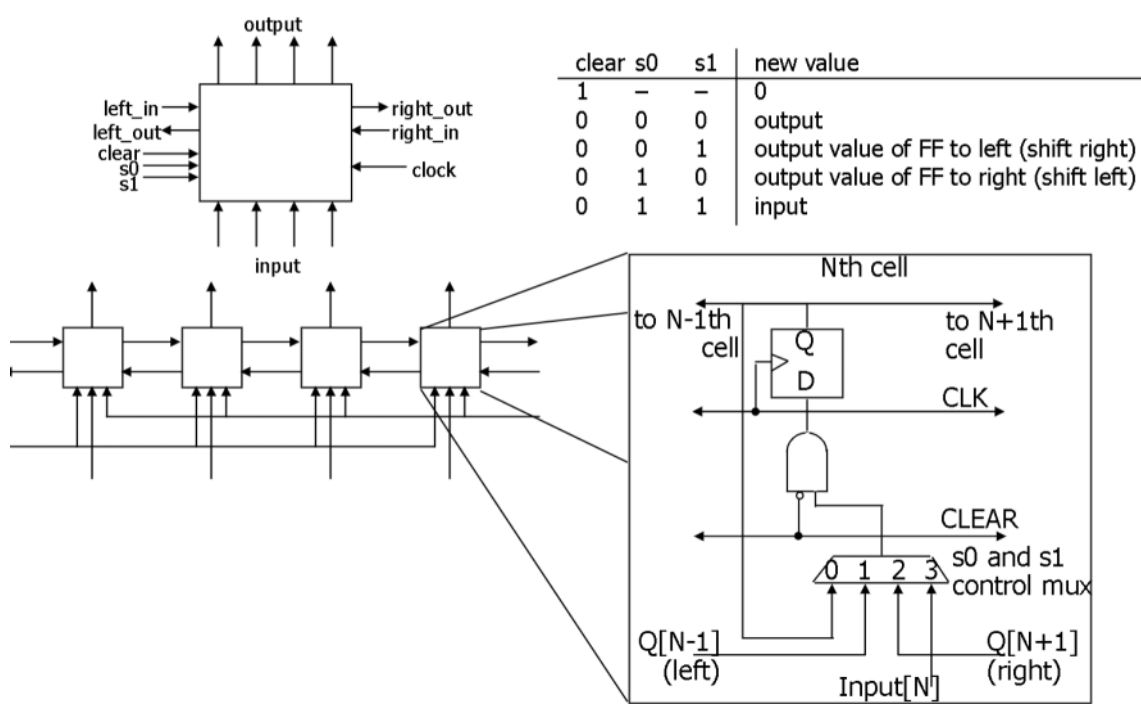 output
left_in
left_out
clear
s0
s1
right_out
right_in
clock
input
clear s0 s1 new value
1 – – 0
0 0 0 output
0 0 1 output value of FF to left (shift right)
0 1 0 output value of FF to right (shift left)
0 1 1 input
Nth cell
to N-1th
cell
to N+1th
cell
Q
D
CLK
CLEAR
s0 and s1
control mux
0 1 2 3
Q[N-1]
(left)
Q[N+1]
(right)
Input[N]